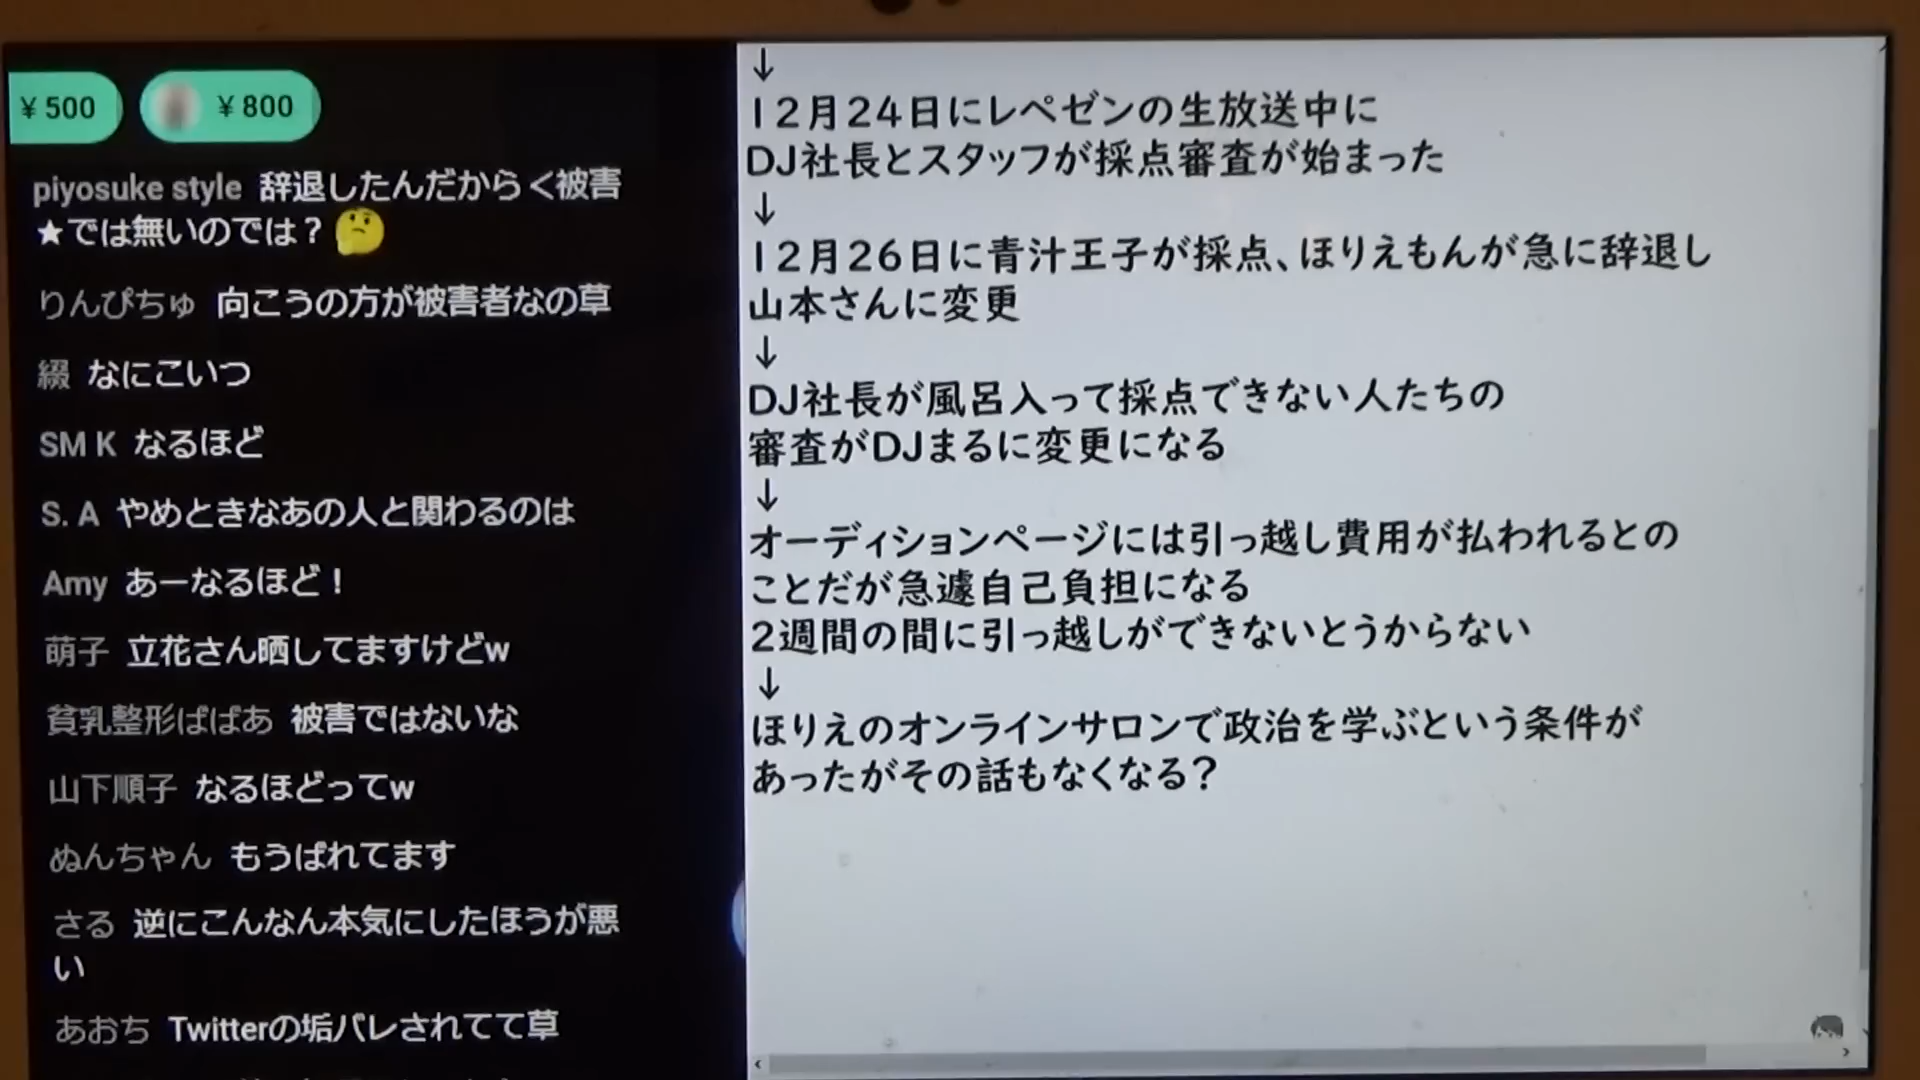 ¥500
¥800
piyosuke style 辞退したんだからく被害
★では無いのでは？🤔
りんぴちゅ 向こうの方が被害者なの草
綴 なにこいつ
SM K なるほど
S. A やめときなあの人と関わるのは
Amy あーなるほど！
萌子 立花さん晒してますけどw
貧乳整形ばばあ 被害ではないな
山下順子 なるほどってw
ぬんちゃん もうばれてます
さる 逆にこんなん本気にしたほうが悪
い
あおち Twitterの垢バレされてて草
↓
12月24日にレペゼンの生放送中に
DJ社長とスタッフが採点審査が始まった
↓
12月26日に青汁王子が採点、ほりえもんが急に辞退し
山本さんに変更
↓
DJ社長が風呂入って採点できない人たちの
審査がDJまるに変更になる
↓
オーディションページには引っ越し費用が払われるとの
ことだが急遽自己負担になる
2週間の間に引っ越しができないとうからない
↓
ほりえのオンラインサロンで政治を学ぶという条件が
あったがその話もなくなる？